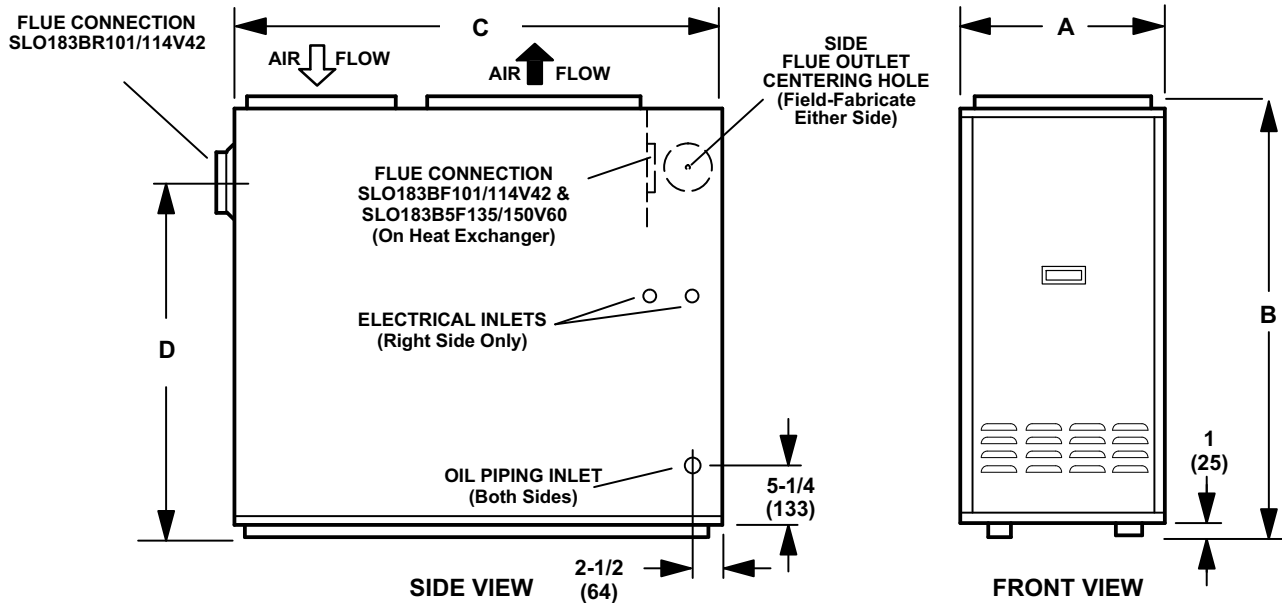 FLUE CONNECTION
SLO183BR101/114V42
C
AIR FLOW
AIR FLOW
SIDE
FLUE OUTLET
CENTERING HOLE
(Field-Fabricate
Either Side)
A
FLUE CONNECTION
SLO183BF101/114V42 &
SLO183B5F135/150V60
(On Heat Exchanger)
ELECTRICAL INLETS
(Right Side Only)
D
B
OIL PIPING INLET
(Both Sides)
5-1/4
(133)
1
(25)
2-1/2
(64)
SIDE VIEW
FRONT VIEW